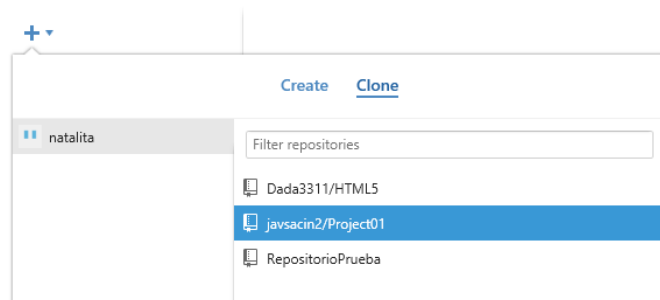 Create Clone
natalita
Filter repositories
Dada3311/HTML5
javsacin2/Project01
RepositorioPrueba